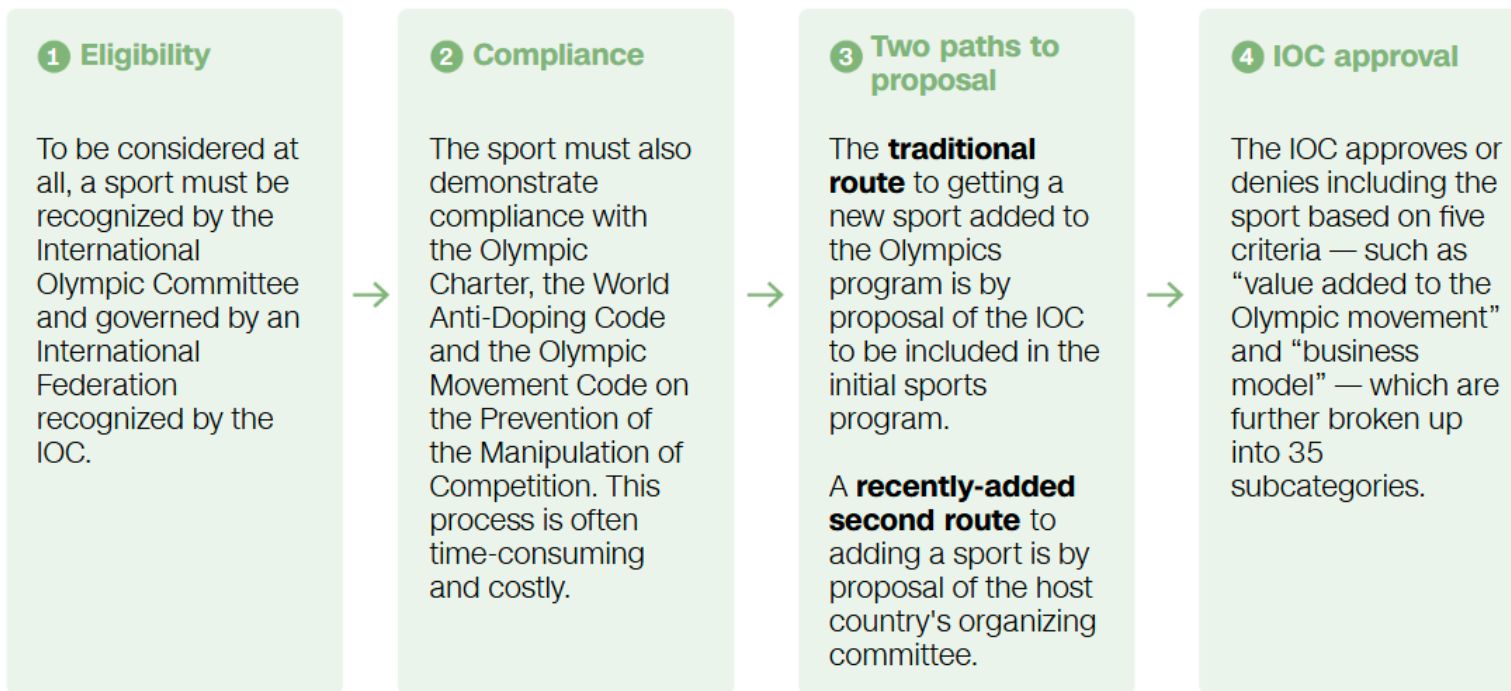 1 Eligibility
To be considered at
all, a sport must be
recognized by the
International
Olympic Committee
and governed by an
International
Federation
recognized by the
IOC.
2 Compliance
The sport must also
demonstrate
compliance with
the Olympic
Charter, the World
Anti-Doping Code
and the Olympic
Movement Code on
the Prevention of
the Manipulation of
Competition. This
process is often
time-consuming
and costly.
3 Two paths to
proposal
The traditional
route to getting a
new sport added to
the Olympics
program is by
proposal of the IOC
to be included in the
initial sports
program.
A recently-added
second route to
adding a sport is by
proposal of the host
country's organizing
committee.
4 IOC approval
The IOC approves or
denies including the
sport based on five
criteria — such as
“value added to the
Olympic movement”
and “business
model” — which are
further broken up
into 35
subcategories.